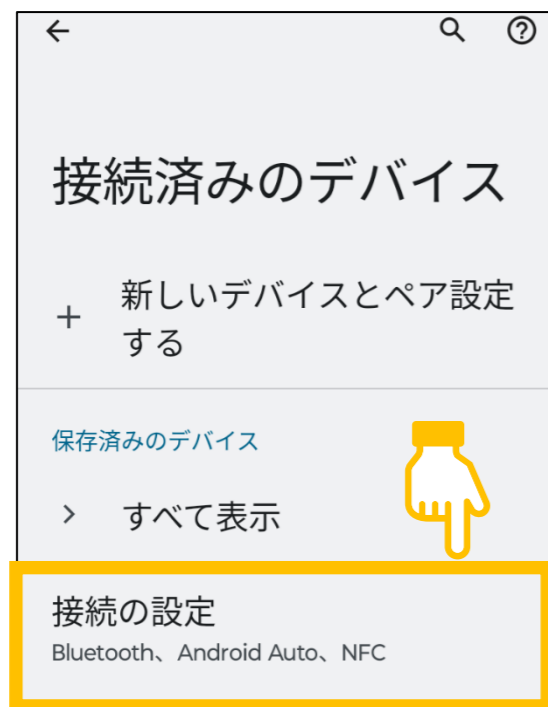 接続済みのデバイス
新しいデバイスとペア設定
する
保存済みのデバイス
すべて表示
接続の設定
Bluetooth、Android Auto、NFC